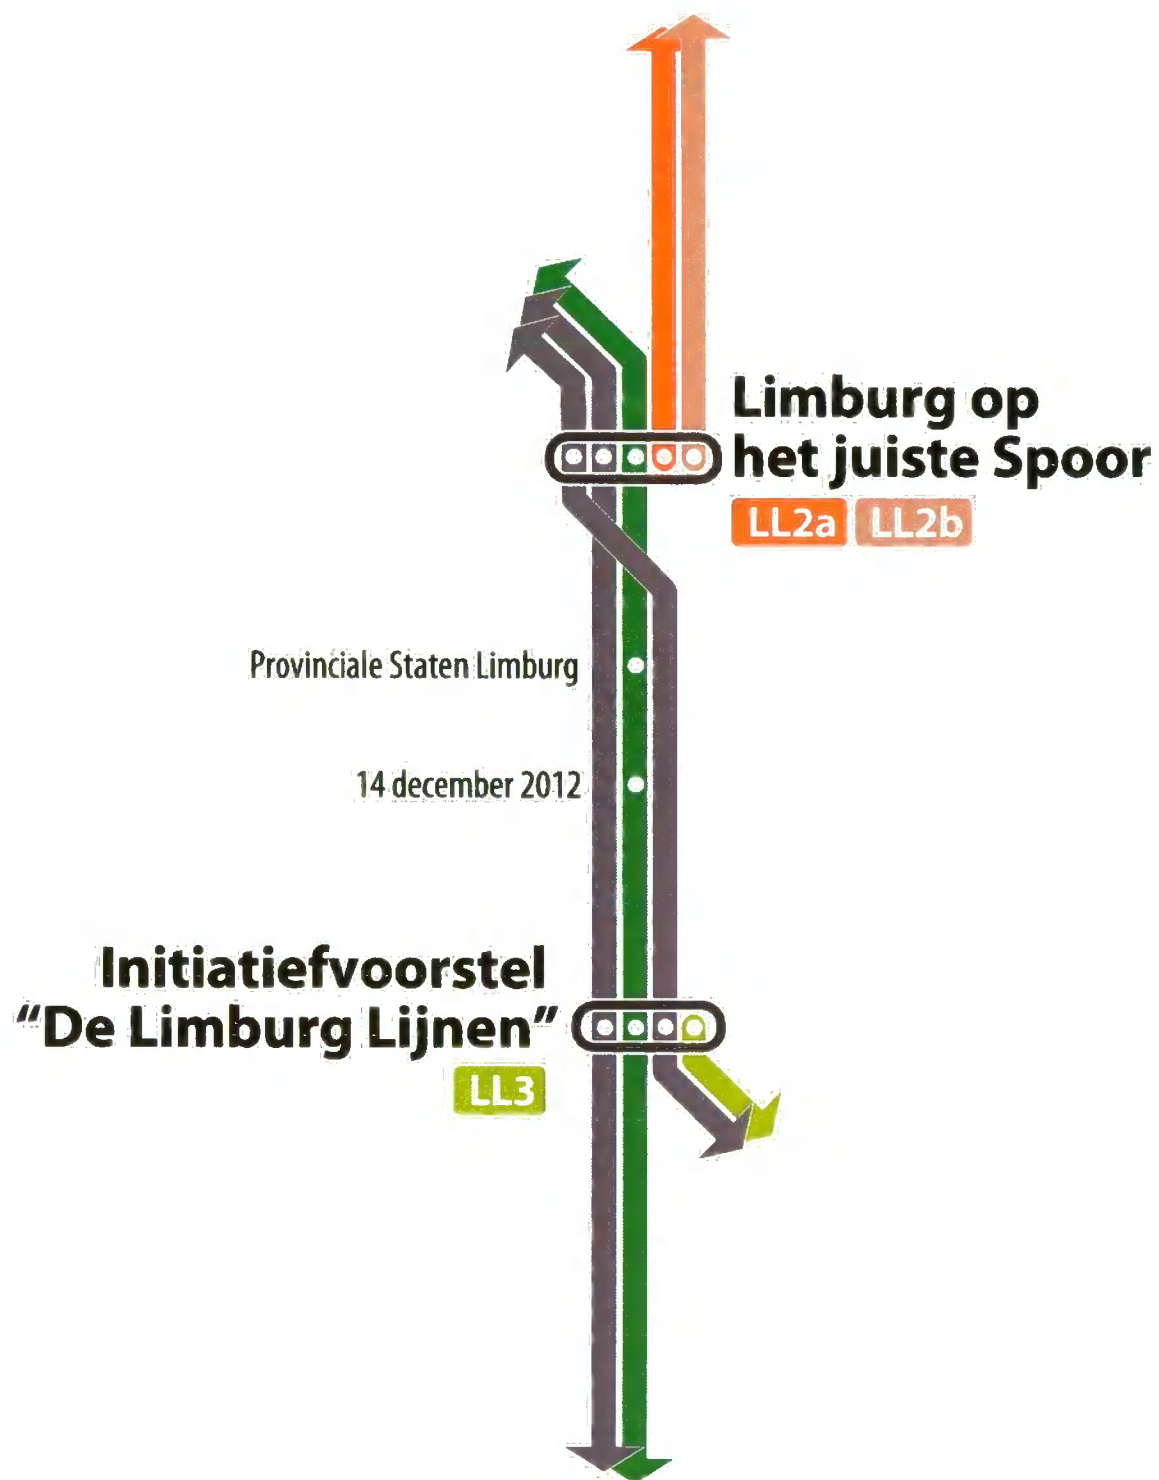 Limburg op
het juiste Spoor
LL2a LL2b
Provinciale Staten Limburg
14 december 2012
Initiatiefvoorstel
“De Limburg Lijnen”
LL3